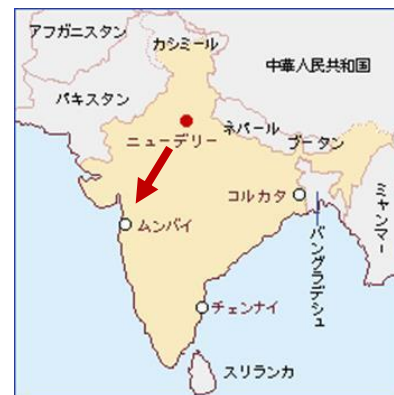 アフガニスタン
カシミール
中華人民共和国
パキスタン
ニューデリー
ネパール
ブータン
コルカタ
ミャンマー
ムンバイ
バングラデシュ
チェンナイ
スリランカ